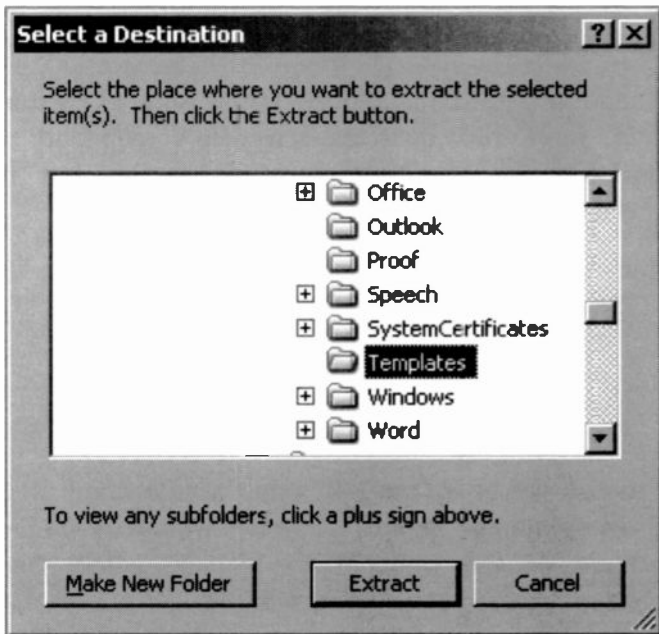 Select a Destination
Select the place where you want to extract the selected
item(s). Then click the Extract button.
Office
Outlook
Proof
Speech
SystemCertificates
Templates
Windows
Word
To view any subfolders, click a plus sign above.
Make New Folder
Extract
Cancel